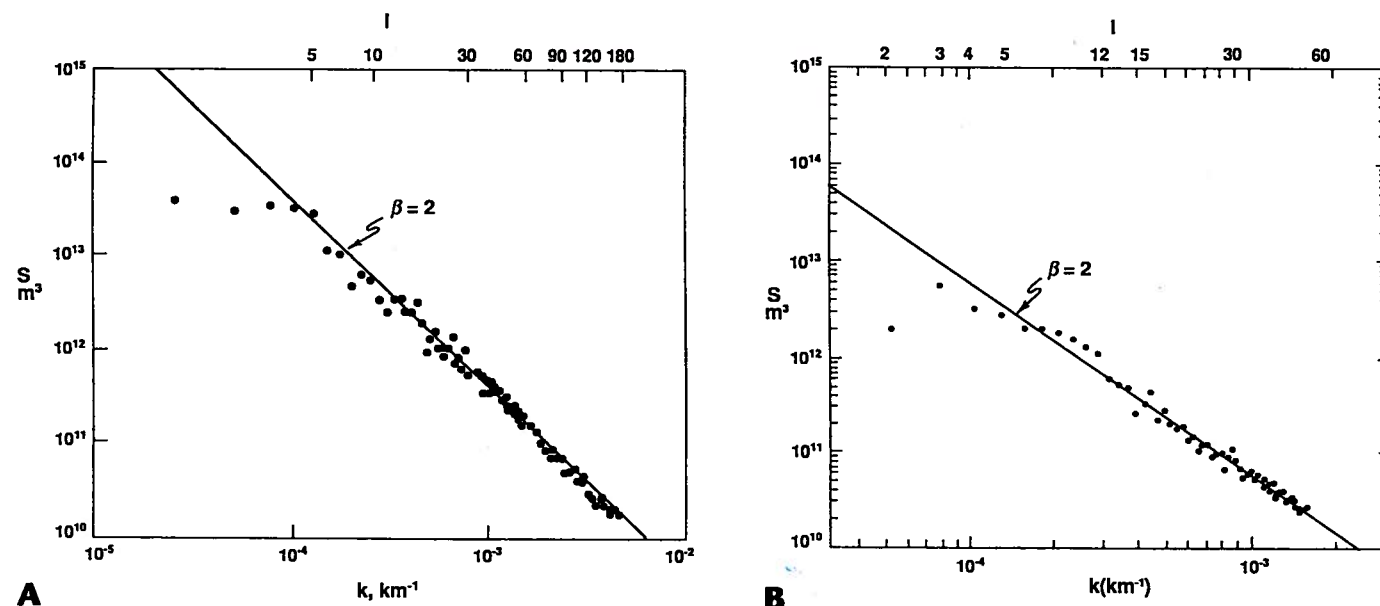 l
5 10 30 60 90 120 180
10¹⁵
10¹⁴
β = 2
10¹³
S
m³
10¹²
10¹¹
10¹⁰
10⁻⁵ 10⁻⁴ 10⁻³ 10⁻²
k, km⁻¹
A
l
2 3 4 5 12 15 30 60
10¹⁵
10¹⁴
10¹³
β = 2
S
m³
10¹²
10¹¹
10¹⁰
10⁻⁴ 10⁻³
k(km⁻¹)
B